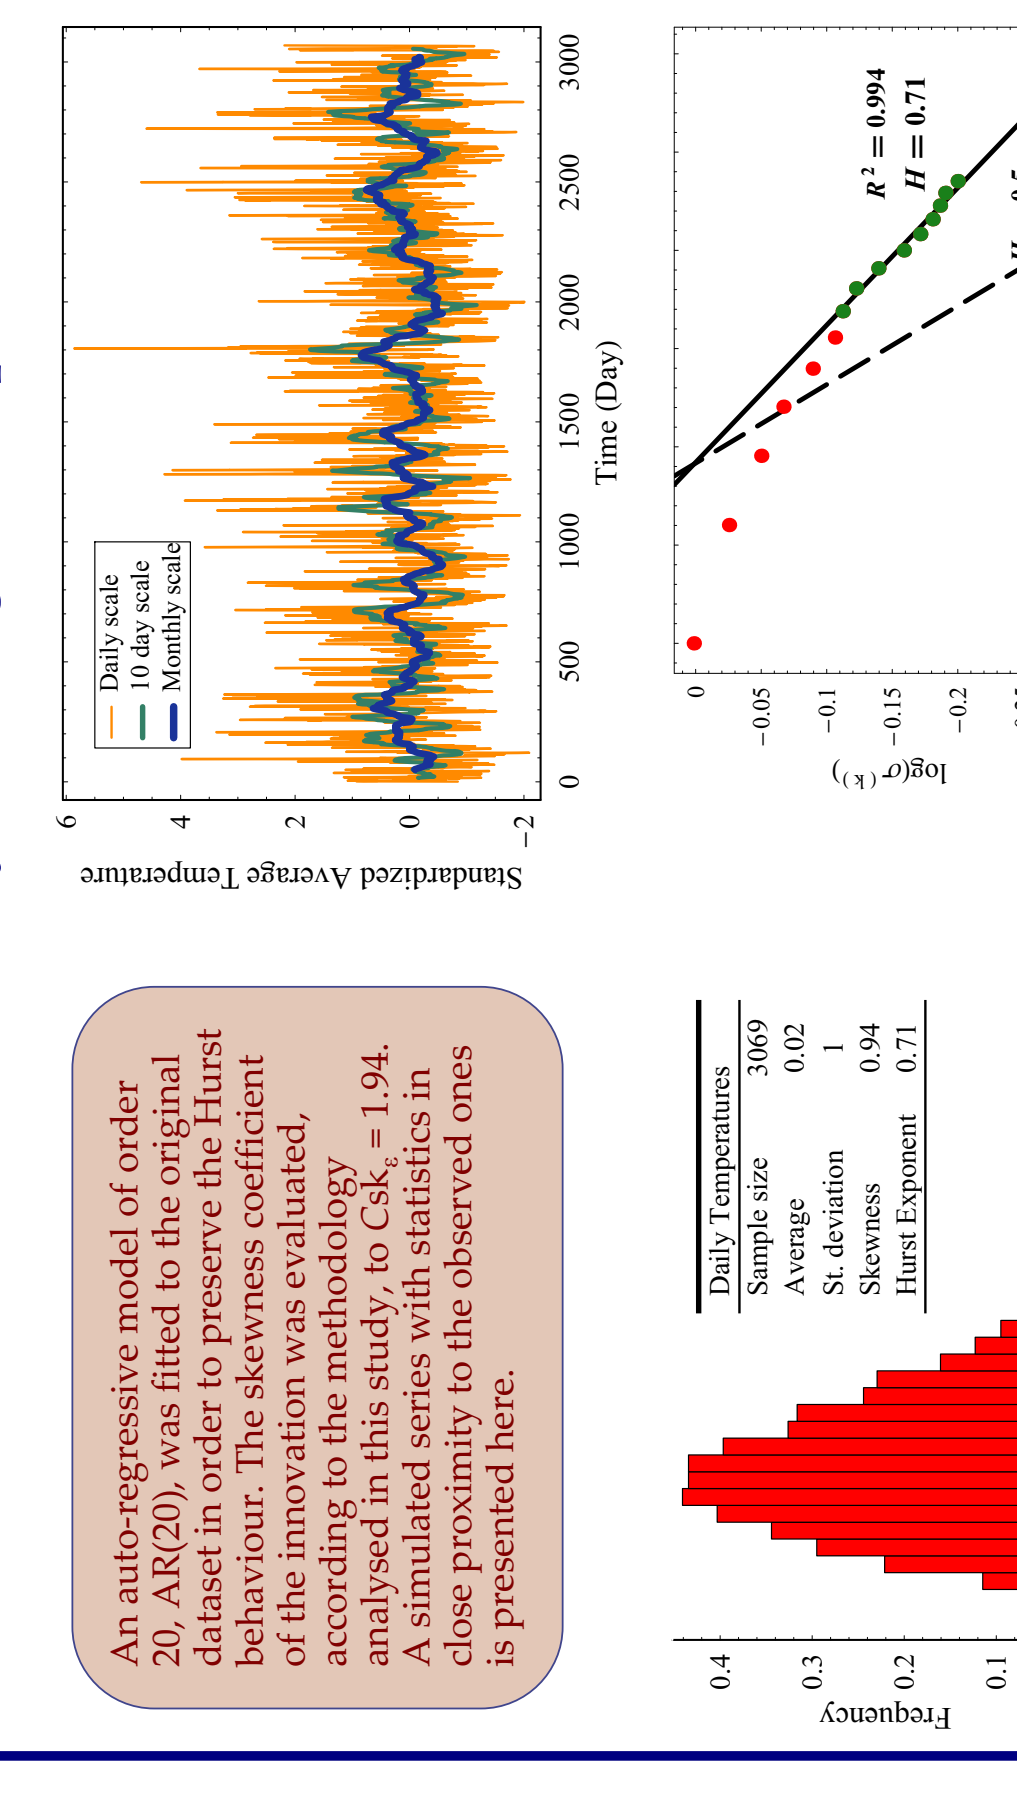 An auto-regressive model of order
20, AR(20), was fitted to the original
dataset in order to preserve the Hurst
behaviour. The skewness coefficient
of the innovation was evaluated,
according to the methodology
analysed in this study, to Cskε = 1.94.
A simulated series with statistics in
close proximity to the observed ones
is presented here.
Standardized Average Temperature
6
4
2
0
−2
Daily scale
10 day scale
Monthly scale
0 500 1000 1500 2000 2500 3000
Time (Day)
Frequency
0.4
0.3
0.2
0.1
Daily Temperatures
Sample size 3069
Average 0.02
St. deviation 1
Skewness 0.94
Hurst Exponent 0.71
log(σ(k))
0
−0.05
−0.1
−0.15
−0.2
R² = 0.994
H = 0.71